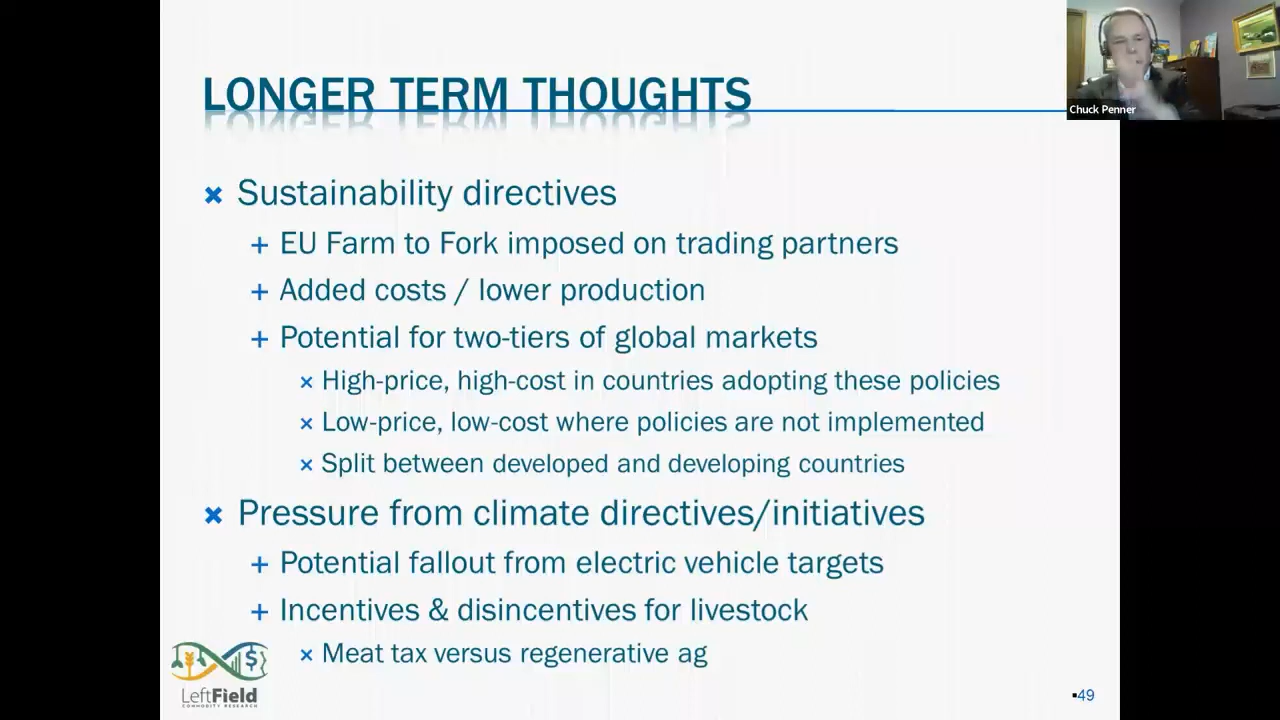 Chuck Penner
LONGER TERM THOUGHTS
Sustainability directives
+ EU Farm to Fork imposed on trading partners
+ Added costs / lower production
+ Potential for two-tiers of global markets
× High-price, high-cost in countries adopting these policies
× Low-price, low-cost where policies are not implemented
× Split between developed and developing countries
Pressure from climate directives/initiatives
+ Potential fallout from electric vehicle targets
+ Incentives & disincentives for livestock
× Meat tax versus regenerative ag
LeftField
COMMODITY RESEARCH
49